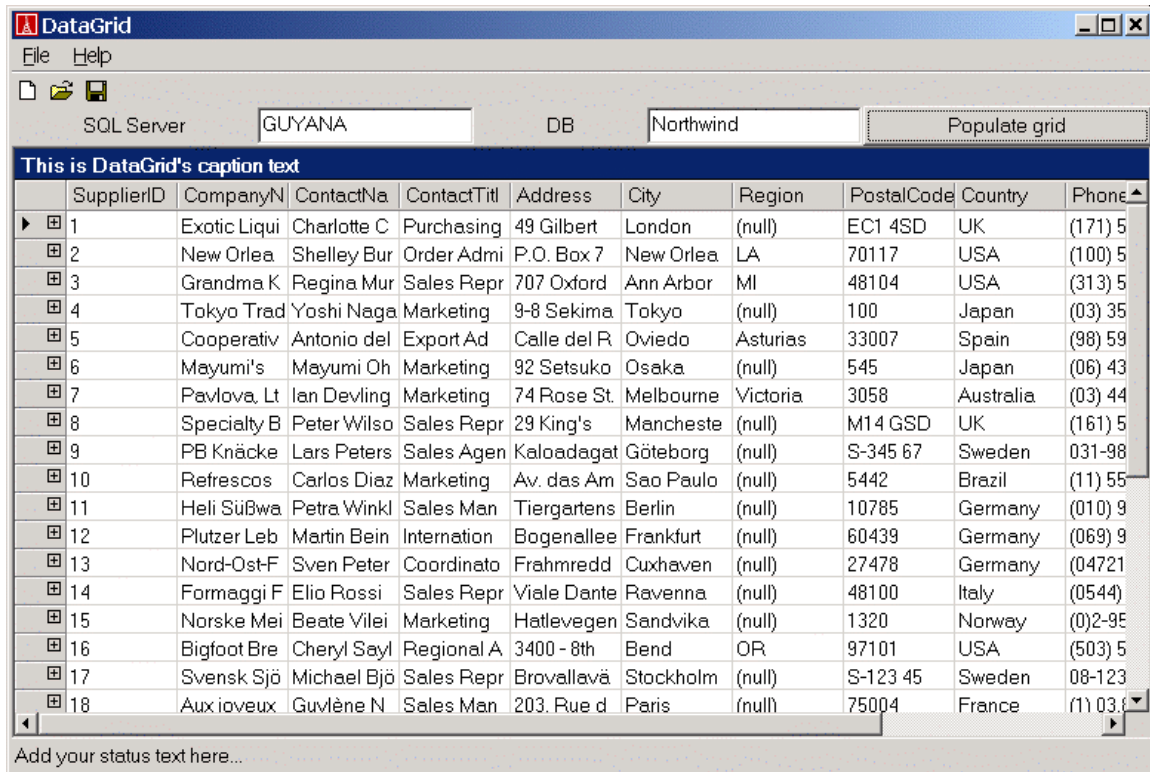 DataGrid
File Help
SQL Server GUYANA DB Northwind Populate grid
This is DataGrid's caption text
SupplierID CompanyN ContactNa ContactTitl Address City Region PostalCode Country Phone
1 Exotic Liqui Charlotte C Purchasing 49 Gilbert London (null) EC1 4SD UK (171) 5
2 New Orlea Shelley Bur Order Admi P.O. Box 7 New Orlea LA 70117 USA (100) 5
3 Grandma K Regina Mur Sales Repr 707 Oxford Ann Arbor MI 48104 USA (313) 5
4 Tokyo Trad Yoshi Naga Marketing 9-8 Sekima Tokyo (null) 100 Japan (03) 35
5 Cooperativ Antonio del Export Ad Calle del R Oviedo Asturias 33007 Spain (98) 59
6 Mayumi's Mayumi Oh Marketing 92 Setsuko Osaka (null) 545 Japan (06) 43
7 Pavlova, Lt Ian Devling Marketing 74 Rose St. Melbourne Victoria 3058 Australia (03) 44
8 Specialty B Peter Wilso Sales Repr 29 King's Mancheste (null) M14 GSD UK (161) 5
9 PB Knäcke Lars Peters Sales Agen Kaloadagat Göteborg (null) S-345 67 Sweden 031-98
10 Refrescos Carlos Diaz Marketing Av. das Am Sao Paulo (null) 5442 Brazil (11) 55
11 Heli Süßwa Petra Winkl Sales Man Tiergartens Berlin (null) 10785 Germany (010) 9
12 Plutzer Leb Martin Bein Internation Bogenallee Frankfurt (null) 60439 Germany (069) 9
13 Nord-Ost-F Sven Peter Coordinato Frahmredd Cuxhaven (null) 27478 Germany (04721
14 Formaggi F Elio Rossi Sales Repr Viale Dante Ravenna (null) 48100 Italy (0544)
15 Norske Mei Beate Vilei Marketing Hatlevegen Sandvika (null) 1320 Norway (0)2-95
16 Bigfoot Bre Cheryl Sayl Regional A 3400 - 8th Bend OR 97101 USA (503) 5
17 Svensk Sjö Michael Bjö Sales Repr Brovallavä Stockholm (null) S-123 45 Sweden 08-123
18 Aux joyeux Guylène N Sales Man 203, Rue d Paris (null) 75004 France (1) 03.8
Add your status text here...